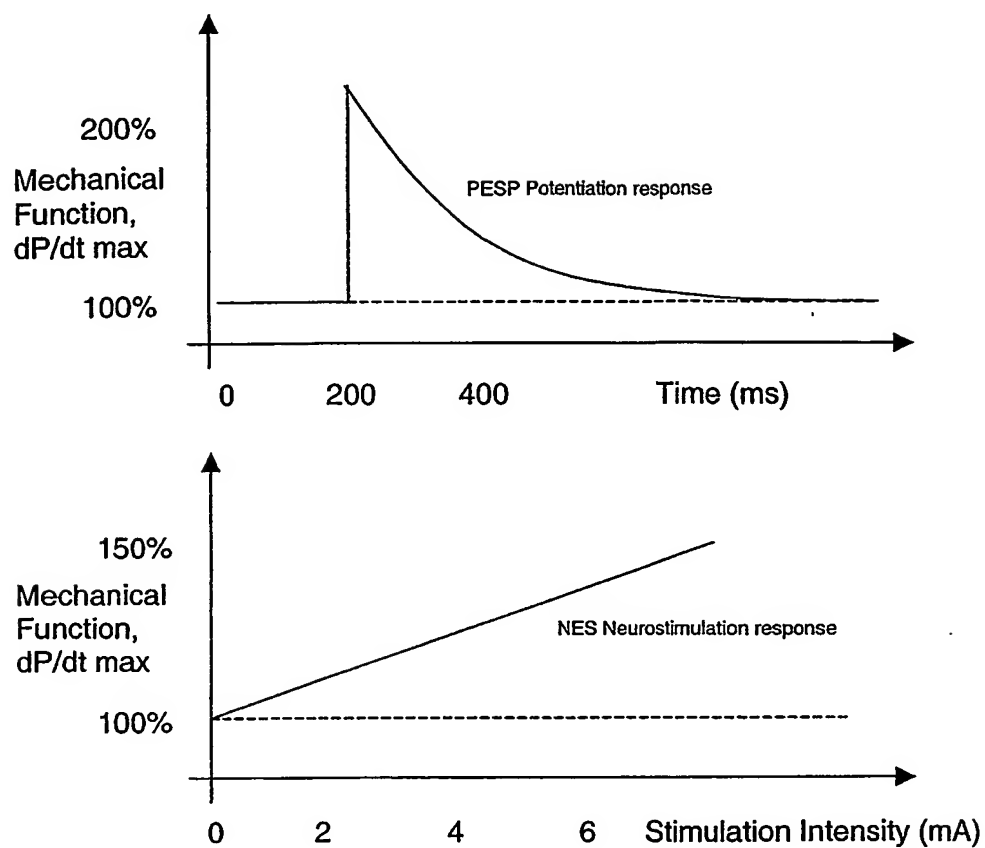 200%
Mechanical
Function,
dP/dt max
100%
PESP Potentiation response
0 200 400 Time (ms)
150%
Mechanical
Function,
dP/dt max
100%
NES Neurostimulation response
0 2 4 6 Stimulation Intensity (mA)